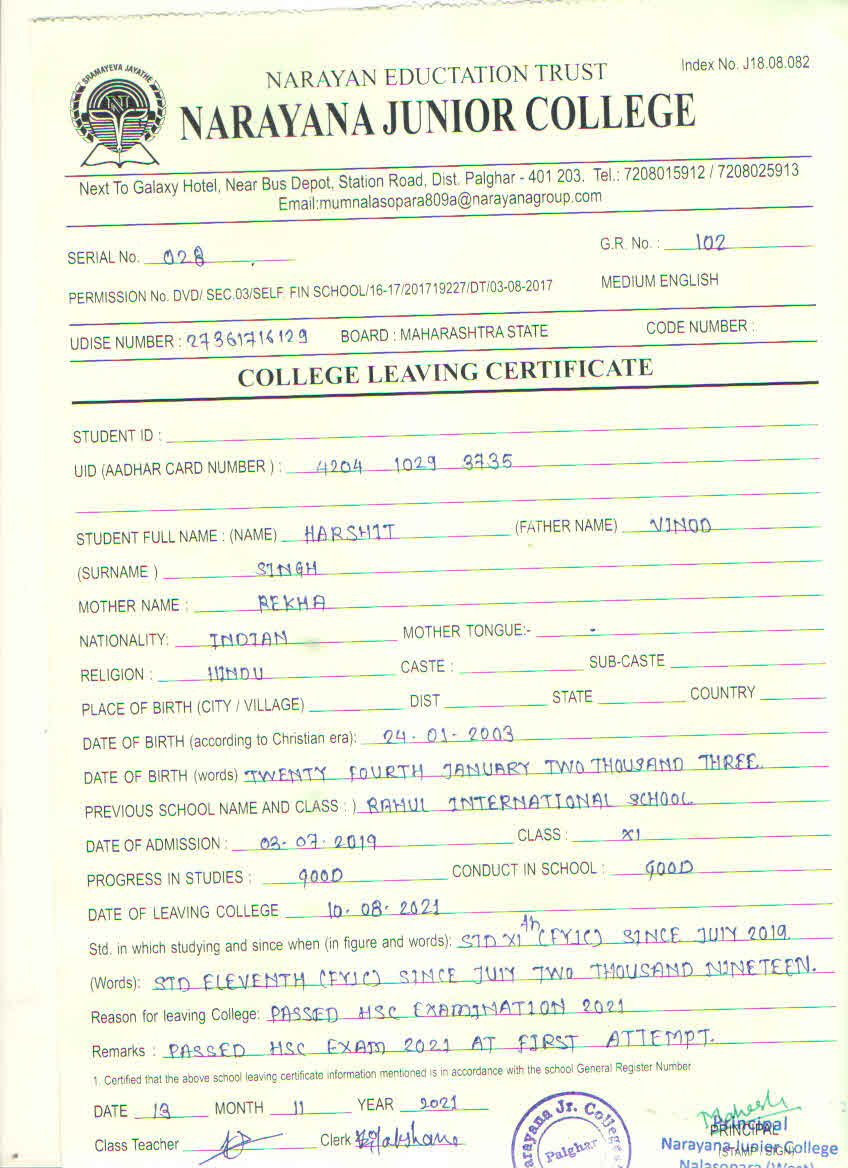 SRAMAYEVA JAYATHE
Index No. J18.08.082
NARAYAN EDUCTATION TRUST
NARAYANA JUNIOR COLLEGE
Next To Galaxy Hotel, Near Bus Depot, Station Road, Dist. Palghar - 401 203. Tel.: 7208015912 / 7208025913
Email:mumnalasopara809a@narayanagroup.com
SERIAL No. 028 G.R. No. : 102
PERMISSION No. DVD/ SEC.03/SELF. FIN SCHOOL/16-17/201719227/DT/03-08-2017 MEDIUM ENGLISH
UDISE NUMBER : 27361716129 BOARD : MAHARASHTRA STATE CODE NUMBER :
COLLEGE LEAVING CERTIFICATE
STUDENT ID :
UID (AADHAR CARD NUMBER ) : 4204 1029 3735
STUDENT FULL NAME : (NAME) HARSHIT (FATHER NAME) VINOD
(SURNAME ) SINGH
MOTHER NAME : REKHA
NATIONALITY: INDIAN MOTHER TONGUE:- -
RELIGION : HINDU CASTE : SUB-CASTE
PLACE OF BIRTH (CITY / VILLAGE) DIST STATE COUNTRY
DATE OF BIRTH (according to Christian era): 24-01-2003
DATE OF BIRTH (words) TWENTY FOURTH JANUARY TWO THOUSAND THREE.
PREVIOUS SCHOOL NAME AND CLASS : ) RAHUL INTERNATIONAL SCHOOL.
DATE OF ADMISSION : 03-07-2019 CLASS : XI
PROGRESS IN STUDIES : GOOD CONDUCT IN SCHOOL : GOOD
DATE OF LEAVING COLLEGE 10-08-2021
Std. in which studying and since when (in figure and words): STD XIth (FYJC) SINCE JULY 2019.
(Words): STD ELEVENTH (FYJC) SINCE JULY TWO THOUSAND NINETEEN.
Reason for leaving College: PASSED HSC EXAMINATION 2021
Remarks : PASSED HSC EXAM 2021 AT FIRST ATTEMPT.
1. Certified that the above school leaving certificate information mentioned is in accordance with the school General Register Number
DATE 13 MONTH 11 YEAR 2021
Class Teacher Clerk
Narayana Jr. College
Palghar
Mahesh
Principal
PRINCIPAL
Narayana Junior College
(STAMP / SIGN)
Nalasopara (West)